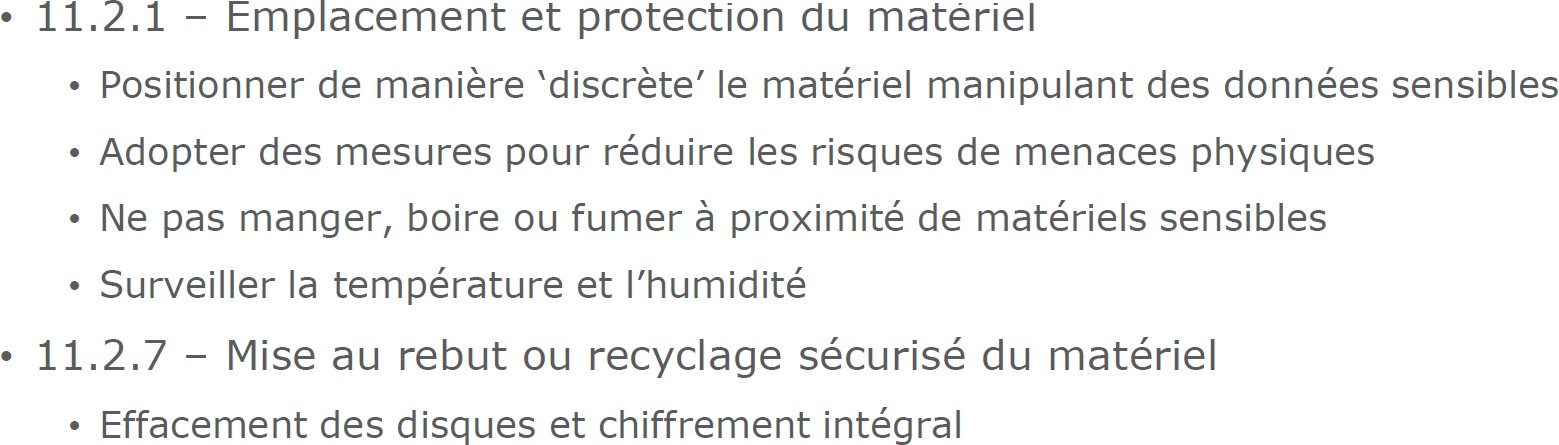 • 11.2.1 – Emplacement et protection du matériel
• Positionner de manière ‘discrète’ le matériel manipulant des données sensibles
• Adopter des mesures pour réduire les risques de menaces physiques
• Ne pas manger, boire ou fumer à proximité de matériels sensibles
• Surveiller la température et l’humidité
• 11.2.7 – Mise au rebut ou recyclage sécurisé du matériel
• Effacement des disques et chiffrement intégral